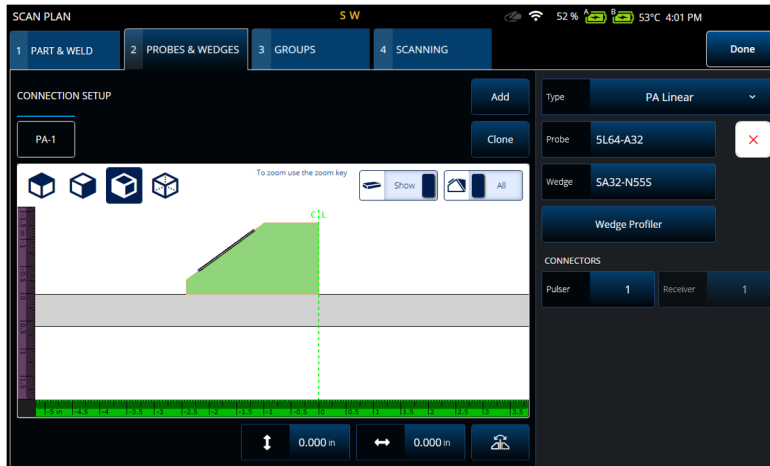 SCAN PLAN
S W
52 % A B 53°C 4:01 PM
1 PART & WELD
2 PROBES & WEDGES
3 GROUPS
4 SCANNING
Done
CONNECTION SETUP
Add
Type PA Linear
PA-1
Clone
Probe 5L64-A32
To zoom use the zoom key
Show
All
Wedge SA32-N55S
C L
Wedge Profiler
CONNECTORS
Pulser 1
Receiver 1
-5 in -4.5 -4 -3.5 -3 -2.5 -2 -1.5 -1 -0.5 0 0.5 1 1.5 2 2.5 3 3.5
0.000 in
0.000 in